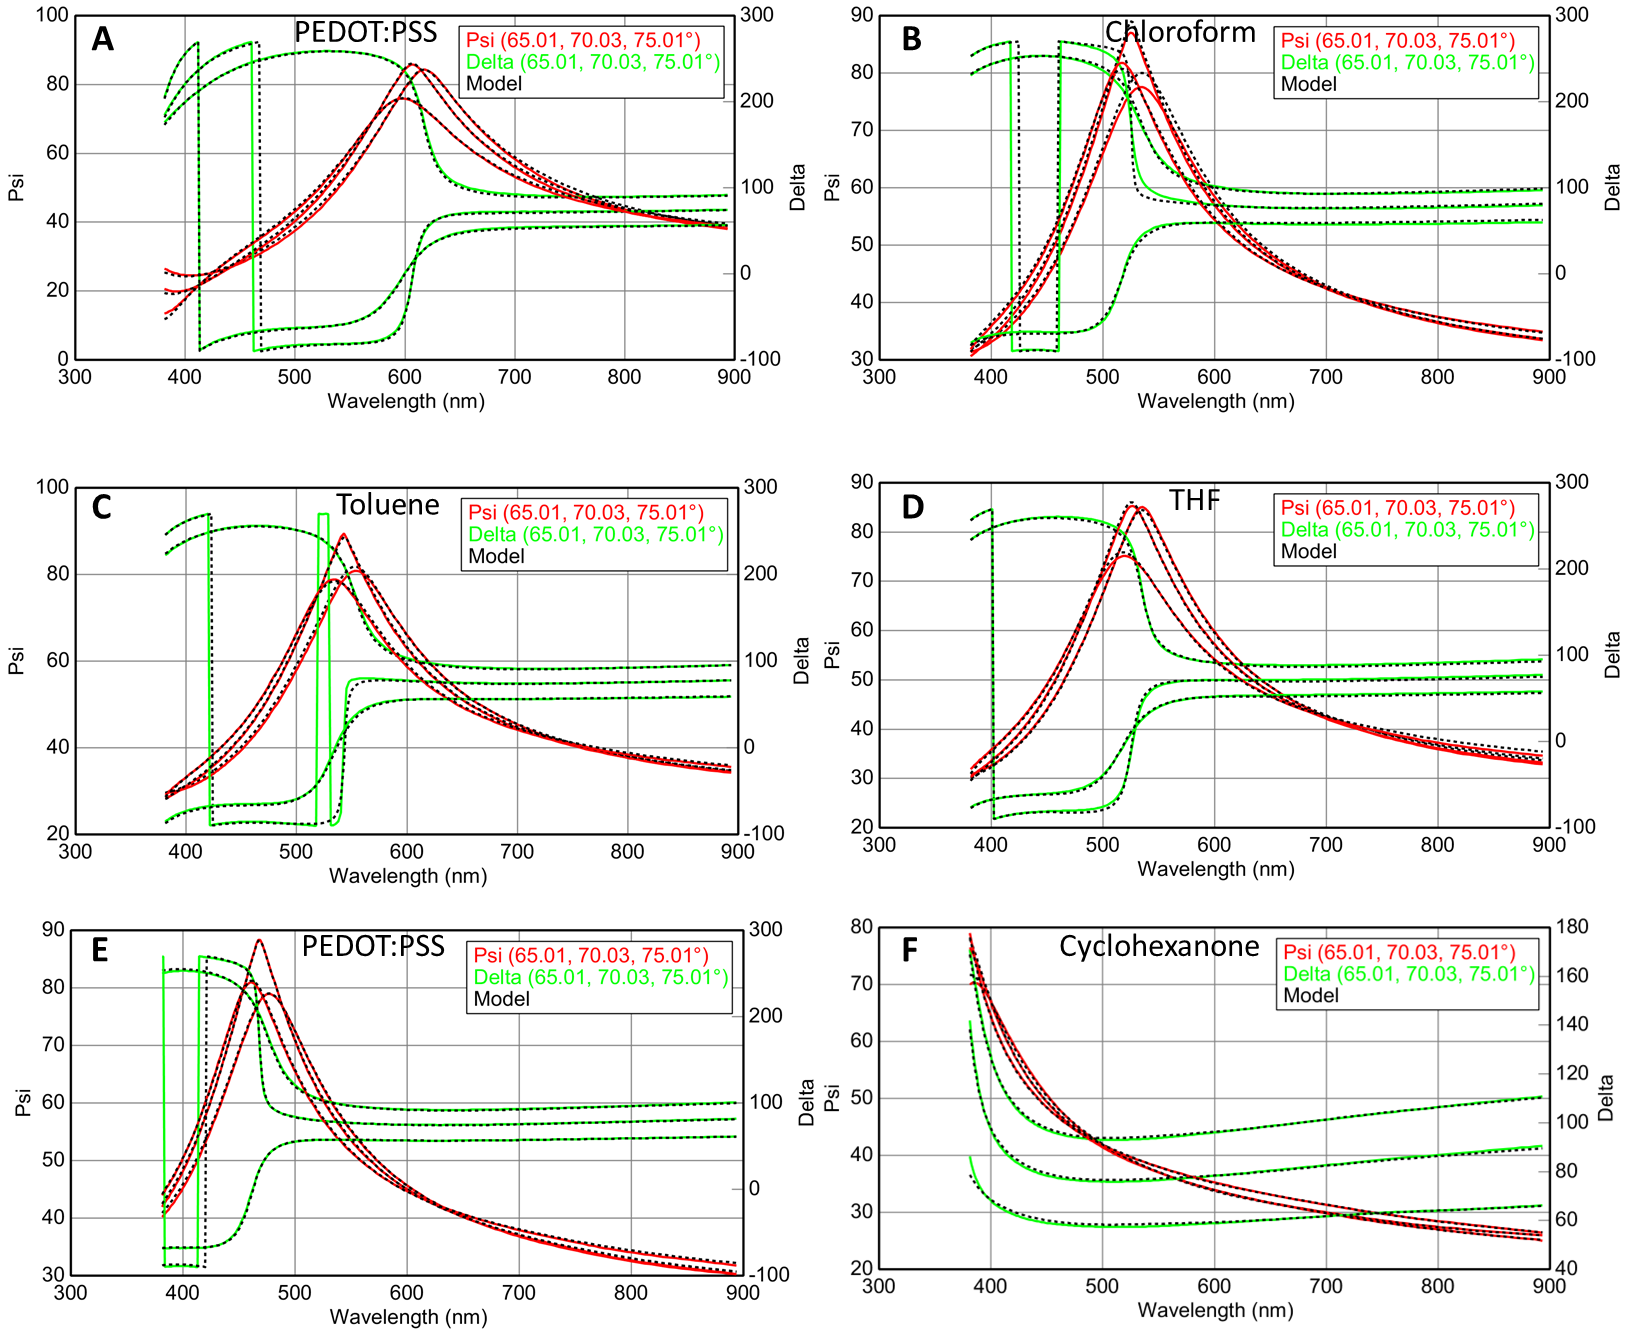 A
PEDOT:PSS
Psi (65.01, 70.03, 75.01°)
Delta (65.01, 70.03, 75.01°)
Model
100
80
60
40
20
0
Psi
300
200
100
0
-100
Delta
300 400 500 600 700 800 900
Wavelength (nm)
B
Chloroform
Psi (65.01, 70.03, 75.01°)
Delta (65.01, 70.03, 75.01°)
Model
90
80
70
60
50
40
30
Psi
300
200
100
0
-100
Delta
300 400 500 600 700 800 900
Wavelength (nm)
C
Toluene
Psi (65.01, 70.03, 75.01°)
Delta (65.01, 70.03, 75.01°)
Model
100
80
60
40
20
Psi
300
200
100
0
-100
Delta
300 400 500 600 700 800 900
Wavelength (nm)
D
THF
Psi (65.01, 70.03, 75.01°)
Delta (65.01, 70.03, 75.01°)
Model
90
80
70
60
50
40
30
20
Psi
300
200
100
0
-100
Delta
300 400 500 600 700 800 900
Wavelength (nm)
E
PEDOT:PSS
Psi (65.01, 70.03, 75.01°)
Delta (65.01, 70.03, 75.01°)
Model
90
80
70
60
50
40
30
Psi
300
200
100
0
-100
Delta
300 400 500 600 700 800 900
Wavelength (nm)
F
Cyclohexanone
Psi (65.01, 70.03, 75.01°)
Delta (65.01, 70.03, 75.01°)
Model
80
70
60
50
40
30
20
Psi
180
160
140
120
100
80
60
40
Delta
300 400 500 600 700 800 900
Wavelength (nm)